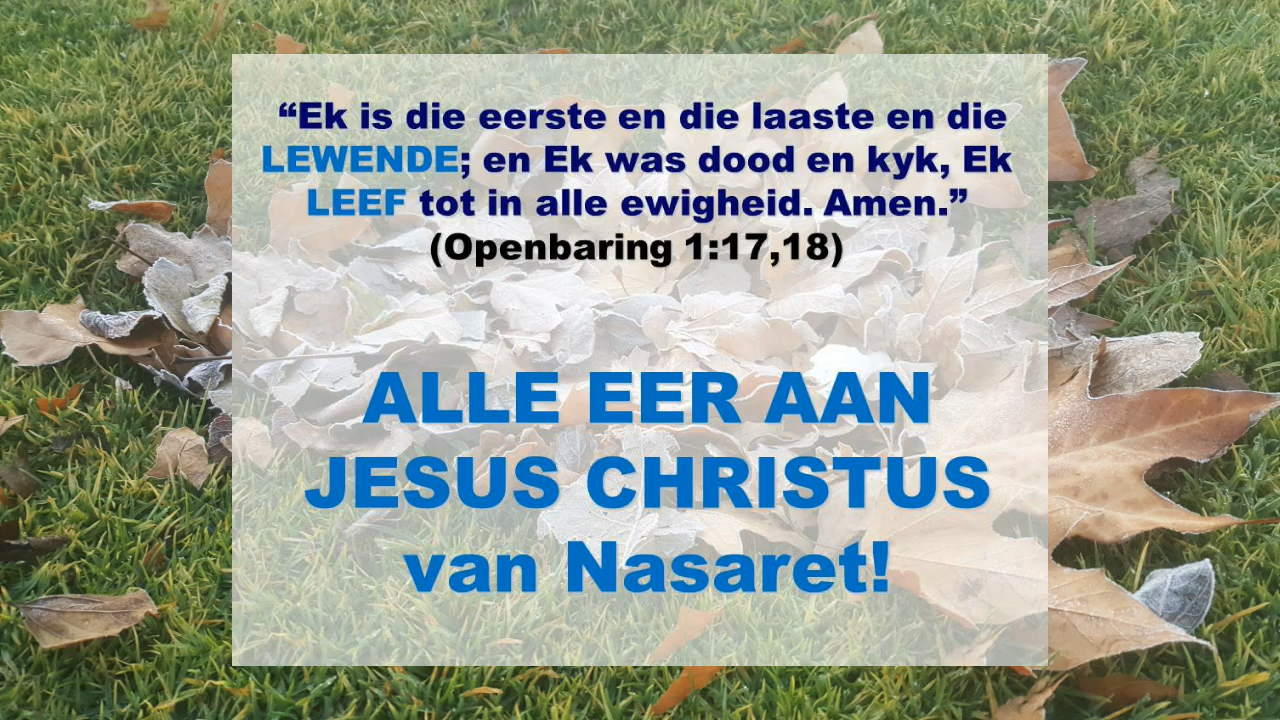 “Ek is die eerste en die laaste en die
LEWENDE; en Ek was dood en kyk, Ek
LEEF tot in alle ewigheid. Amen.”
(Openbaring 1:17,18)
ALLE EER AAN
JESUS CHRISTUS
van Nasaret!